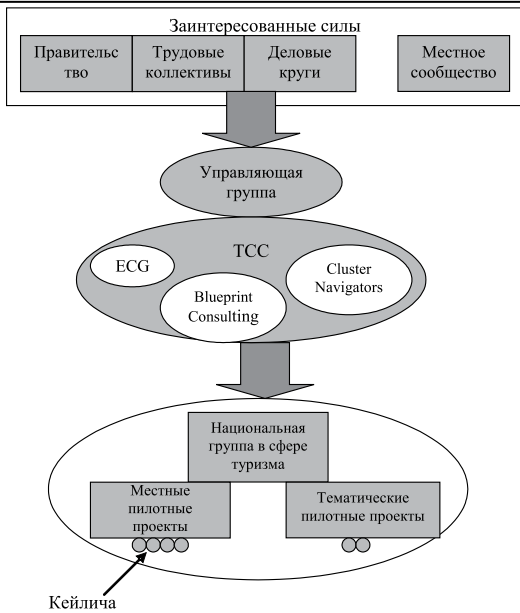 Заинтересованные силы
Правительс
тво
Трудовые
коллективы
Деловые
круги
Местное
сообщество
Управляющая
группа
ТСС
ECG
Cluster
Navigators
Blueprint
Consulting
Национальная
группа в сфере
туризма
Местные
пилотные
проекты
Тематические
пилотные проекты
Кейлича